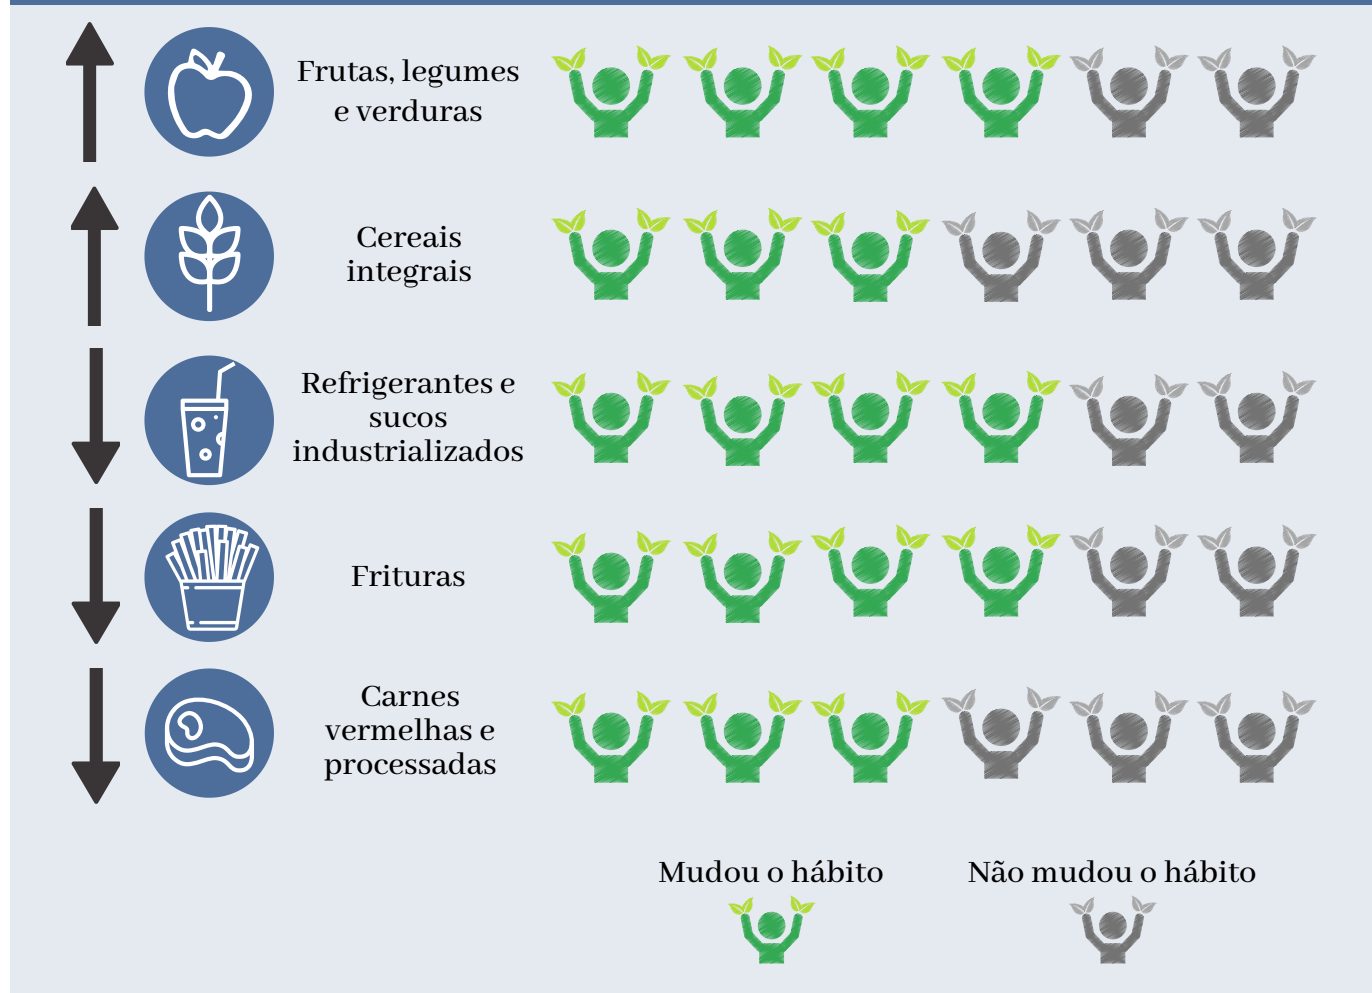 Frutas, legumes
e verduras
Cereais
integrais
Refrigerantes e
sucos
industrializados
Frituras
Carnes
vermelhas e
processadas
Mudou o hábito
Não mudou o hábito